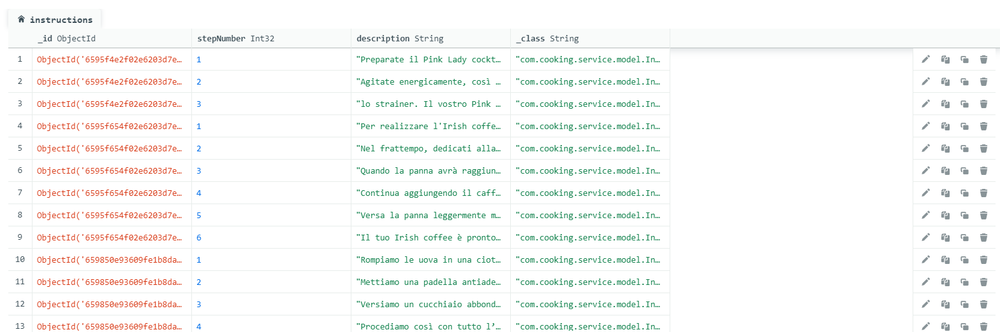 instructions
_id ObjectId stepNumber Int32 description String _class String
1 ObjectId('6595f4e2f02e6203d7e… 1 "Preparate il Pink Lady cockt… "com.cooking.service.model.In…
2 ObjectId('6595f4e2f02e6203d7e… 2 "Agitate energicamente, così … "com.cooking.service.model.In…
3 ObjectId('6595f4e2f02e6203d7e… 3 "lo strainer. Il vostro Pink … "com.cooking.service.model.In…
4 ObjectId('6595f654f02e6203d7e… 1 "Per realizzare l'Irish coffe… "com.cooking.service.model.In…
5 ObjectId('6595f654f02e6203d7e… 2 "Nel frattempo, dedicati alla… "com.cooking.service.model.In…
6 ObjectId('6595f654f02e6203d7e… 3 "Quando la panna avrà raggiun… "com.cooking.service.model.In…
7 ObjectId('6595f654f02e6203d7e… 4 "Continua aggiungendo il caff… "com.cooking.service.model.In…
8 ObjectId('6595f654f02e6203d7e… 5 "Versa la panna leggermente m… "com.cooking.service.model.In…
9 ObjectId('6595f654f02e6203d7e… 6 "Il tuo Irish coffee è pronto… "com.cooking.service.model.In…
10 ObjectId('659850e93609fe1b8da… 1 "Rompiamo le uova in una ciot… "com.cooking.service.model.In…
11 ObjectId('659850e93609fe1b8da… 2 "Mettiamo una padella antiade… "com.cooking.service.model.In…
12 ObjectId('659850e93609fe1b8da… 3 "Versiamo un cucchiaio abbond… "com.cooking.service.model.In…
13 ObjectId('659850e93609fe1b8da… 4 "Procediamo così con tutto l’… "com.cooking.service.model.In…